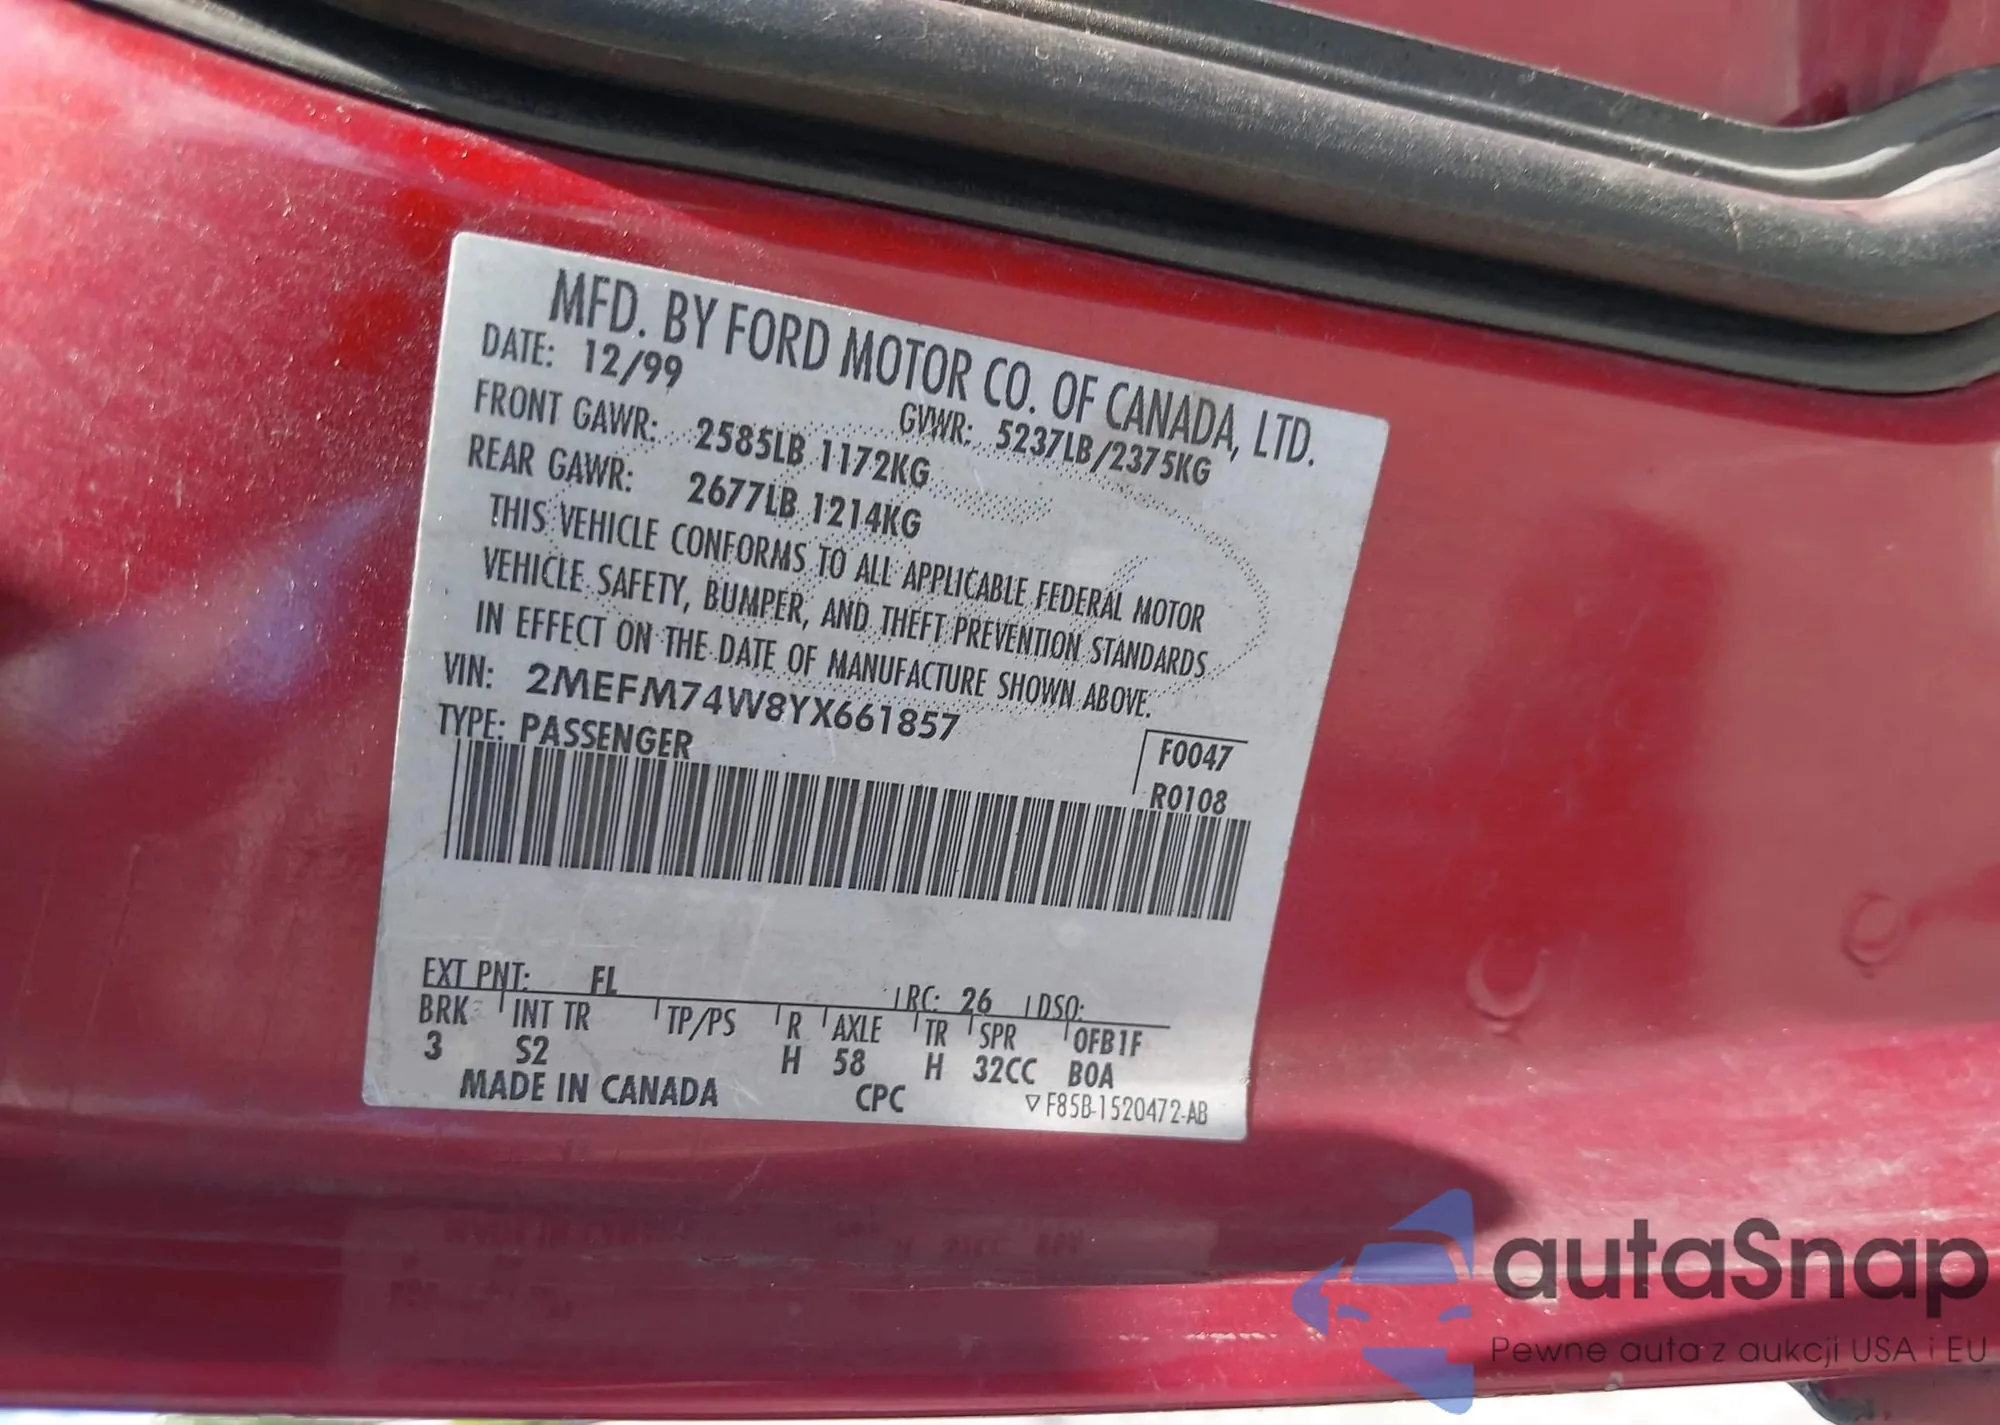 MFD. BY FORD MOTOR CO. OF CANADA, LTD.
DATE: 12/99 GVWR: 5237LB/2375KG
FRONT GAWR: 2585LB 1172KG
REAR GAWR: 2677LB 1214KG
THIS VEHICLE CONFORMS TO ALL APPLICABLE FEDERAL MOTOR
VEHICLE SAFETY, BUMPER, AND THEFT PREVENTION STANDARDS
IN EFFECT ON THE DATE OF MANUFACTURE SHOWN ABOVE.
VIN: 2MEFM74W8YX661857
TYPE: PASSENGER
F0047
R0108
EXT PNT: FL RC: 26 DSO:
BRK INT TR TP/PS R AXLE TR SPR 0FB1F
3 S2 H 58 H 32CC B0A
MADE IN CANADA CPC ▽F85B-1520472-AB
autaSnap
Pewne auta z aukcji USA i EU